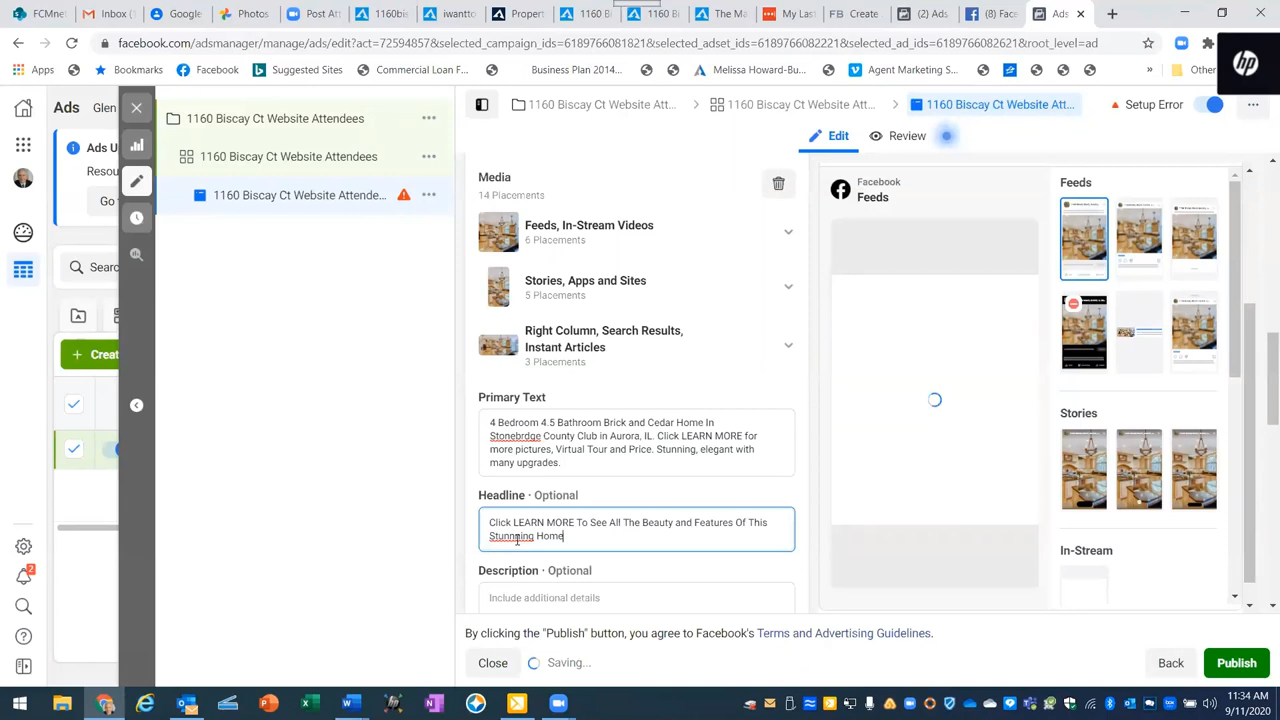 FCMnet
Post att
Website
1160bi
iwantto
Propert
1160 B
1160 Bi
The Ma
My Last
FB Create
(2) Ads
(8) Face
Ads
facebook.com/adsmanager/manage/ads/edit?act=72594857&selected_campaign_ids=6189766081821&selected_adset_ids=6189766082221&selected_ad_ids=6189766082621&root_level=ad
Apps
Bookmarks
Facebook
Suggested Sites
Commercial Loan F...
Business Plan 2014...
Melissa Howard-Bu...
Agent Marketing S...
»
Other
hp
Ads
Glen
Ads U
Resou
Go t
Searc
Creat
2
1160 Biscay Ct Website Attendees
1160 Biscay Ct Website Attendees
1160 Biscay Ct Website Attende...
1160 Biscay Ct Website Att...
1160 Biscay Ct Website Att...
1160 Biscay Ct Website Att...
Setup Error
Edit
Review
Media
14 Placements
Feeds, In-Stream Videos
6 Placements
Stories, Apps and Sites
5 Placements
Right Column, Search Results,
Instant Articles
3 Placements
Primary Text
4 Bedroom 4.5 Bathroom Brick and Cedar Home In
Stonebrdge County Club in Aurora, IL. Click LEARN MORE for
more pictures, Virtual Tour and Price. Stunning, elegant with
many upgrades.
Headline · Optional
Click LEARN MORE To See All The Beauty and Features Of This
Stunnning Home
Description · Optional
Include additional details
Facebook
Feeds
Feeds
Stories
In-Stream
By clicking the "Publish" button, you agree to Facebook's Terms and Advertising Guidelines.
Close
Saving...
Back
Publish
11:34 AM
9/11/2020